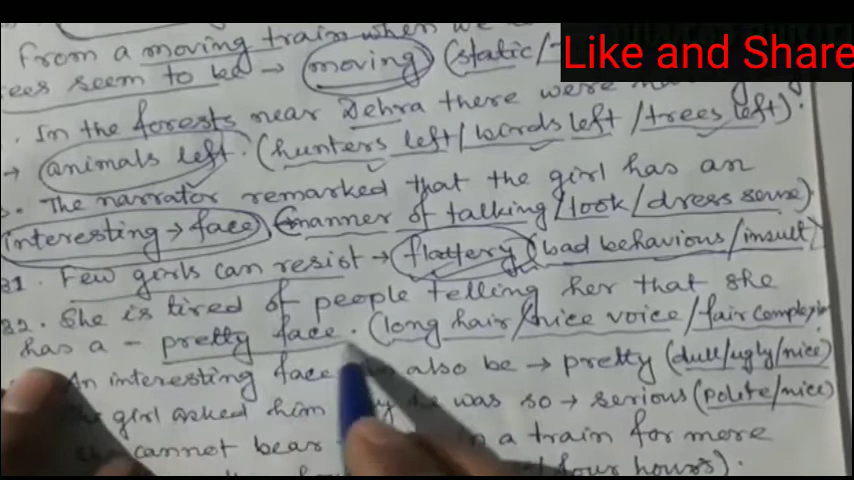 From a moving train when we
Like and Share
ees seem to be → moving (static/
In the forests near Dehra there were
→ animals left. (hunters left/birds left/trees left).
. The narrator remarked that the girl has an
interesting → face (manner of talking/look/dress sense)
31. Few girls can resist → flattery (bad behavious/insult)
32. She is tired of people telling her that she
has a - pretty face. (long hair/nice voice/fair complexion
An interesting face also be → pretty (dull/ugly/nice)
girl asked him he was so → serious (polite/nice)
She cannot bear in a train for more
four hours).